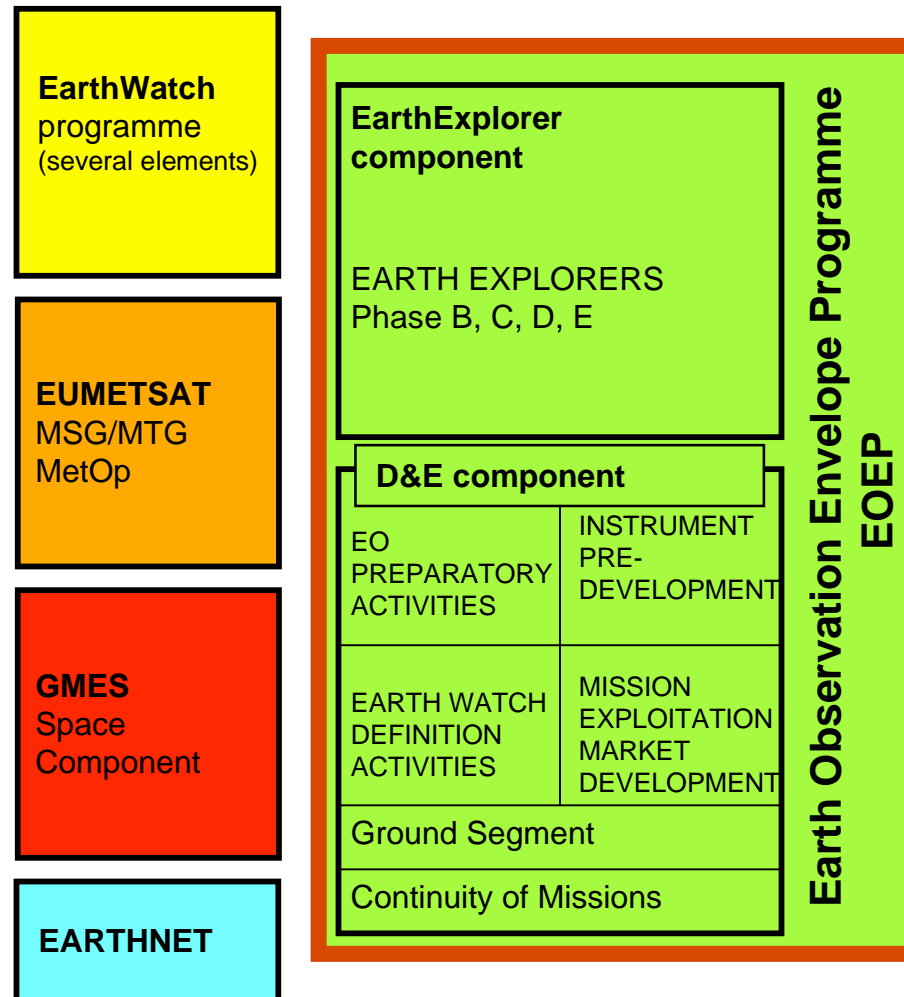 EarthWatch
programme
(several elements)
EUMETSAT
MSG/MTG
MetOp
GMES
Space
Component
EARTHNET
EarthExplorer
component
EARTH EXPLORERS
Phase B, C, D, E
D&E component
EO
PREPARATORY
ACTIVITIES
INSTRUMENT
PRE-
DEVELOPMENT
EARTH WATCH
DEFINITION
ACTIVITIES
MISSION
EXPLOITATION
MARKET
DEVELOPMENT
Ground Segment
Continuity of Missions
Earth Observation Envelope Programme
EOEP